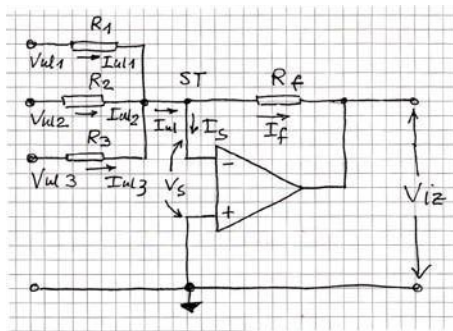 R1
Vul1 Iul1
R2 ST Rf
Vul2 Iul2 Iul Is If
R3 -
Vul3 Iul3 Vs + Viz